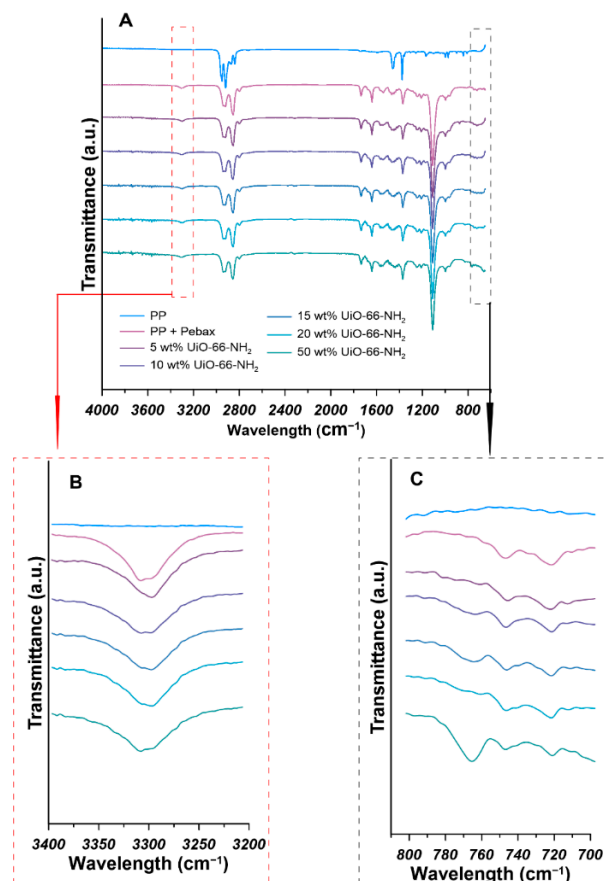 A
Transmittance (a.u.)
PP
PP + Pebax
5 wt% UiO-66-NH₂
10 wt% UiO-66-NH₂
15 wt% UiO-66-NH₂
20 wt% UiO-66-NH₂
50 wt% UiO-66-NH₂
4000 3600 3200 2800 2400 2000 1600 1200 800
Wavelength (cm⁻¹)
B
Transmittance (a.u.)
3400 3350 3300 3250 3200
Wavelength (cm⁻¹)
C
Transmittance (a.u.)
800 780 760 740 720 700
Wavelength (cm⁻¹)